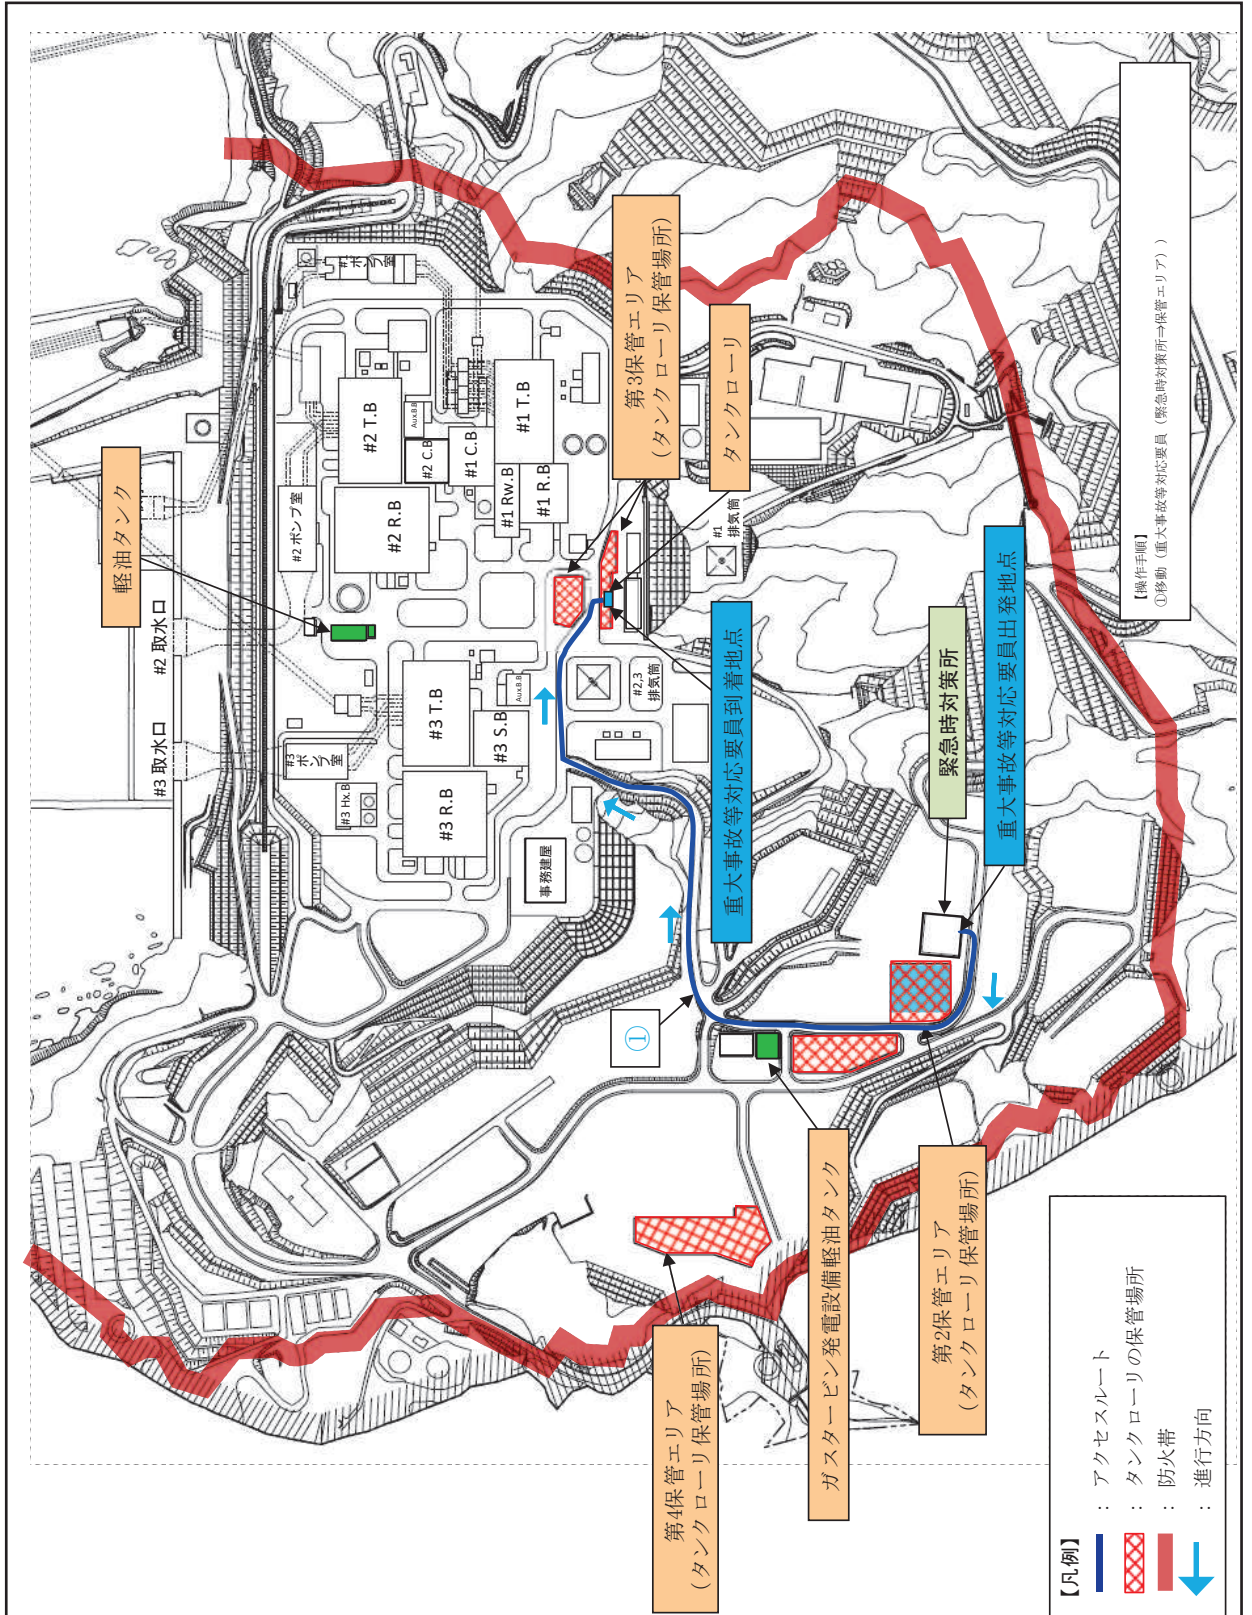 軽油タンク
#3 取水口
#2 取水口
#3
ポンプ室
#2 ポンプ室
#1
ポンプ室
#3 Hx.B
#3 R.B
#3 T.B
#3 S.B
Aux.B.B
#2 R.B
#2 T.B
#2 C.B
Aux.B.B
#1 C.B
#1 Rw.B
#1 R.B
#1 T.B
事務建屋
#2,3
排気筒
#1
排気筒
第3保管エリア
(タンクローリ保管場所)
タンクローリ
重大事故等対応要員到着地点
緊急時対策所
重大事故等対応要員出発地点
①
第4保管エリア
(タンクローリ保管場所)
ガスタービン発電設備軽油タンク
第2保管エリア
(タンクローリ保管場所)
【操作手順】
①移動（重大事故等対応要員（緊急時対策所⇒保管エリア））
【凡例】
：アクセスルート
：タンクローリの保管場所
：防火帯
：進行方向